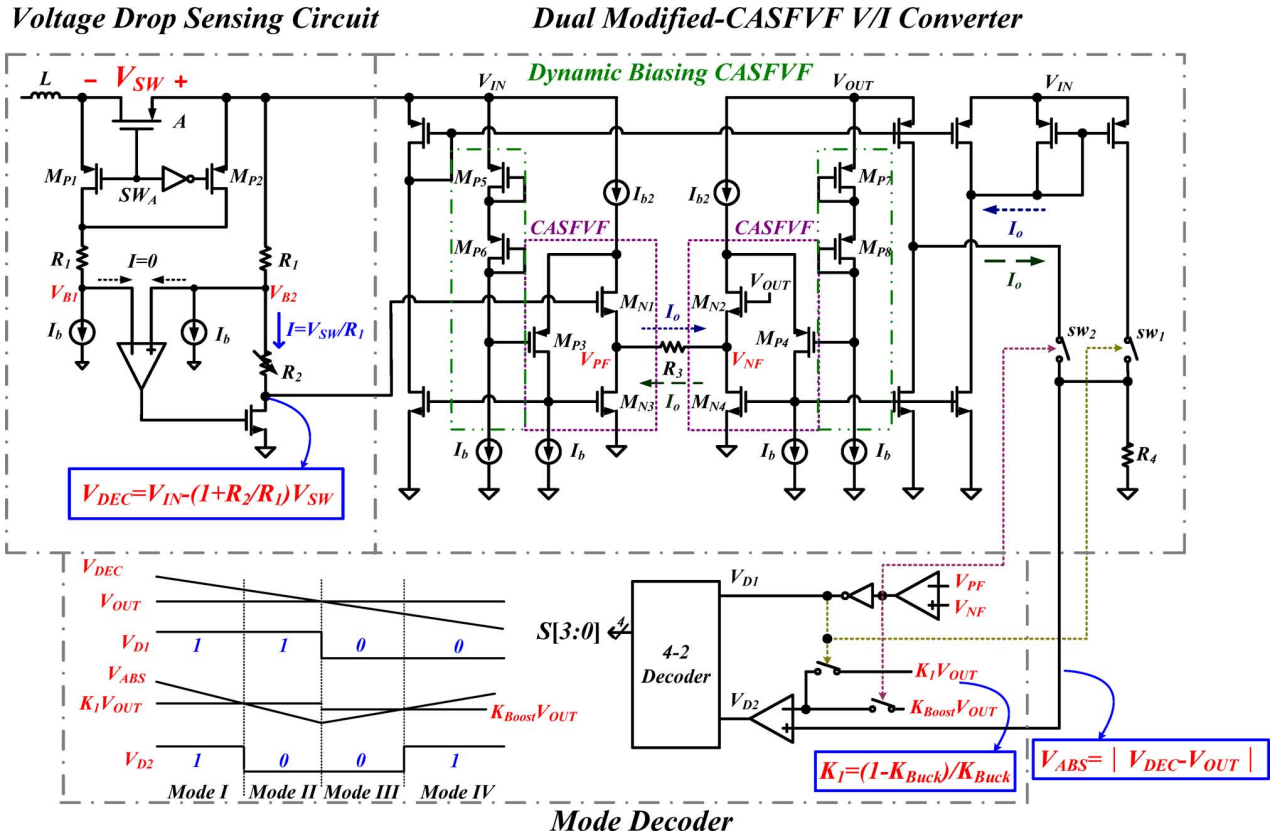 Voltage Drop Sensing Circuit
Dual Modified-CASFVF V/I Converter
L
− V_SW +
A
M_P1
SW_A
M_P2
R_1
I=0
R_1
V_B1
V_B2
I_b
I_b
I=V_SW/R_1
R_2
V_DEC=V_IN-(1+R_2/R_1)V_SW
Dynamic Biasing CASFVF
V_IN
V_OUT
V_IN
M_P5
M_P7
I_b2
I_b2
CASFVF
CASFVF
M_P6
M_P8
I_o
I_o
M_N1
M_N2
V_OUT
I_o
M_P3
M_P4
V_PF
R_3
V_NF
I_o
M_N3
M_N4
SW_2
SW_1
I_b
I_b
I_b
I_b
R_4
V_DEC
V_OUT
V_D1
1
1
0
0
V_ABS
K_1V_OUT
K_BoostV_OUT
V_D2
1
0
0
1
Mode I
Mode II
Mode III
Mode IV
S[3:0]
4
4-2
Decoder
V_D1
V_D2
V_PF
V_NF
K_1V_OUT
K_BoostV_OUT
K_1=(1-K_Buck)/K_Buck
V_ABS=| V_DEC-V_OUT |
Mode Decoder